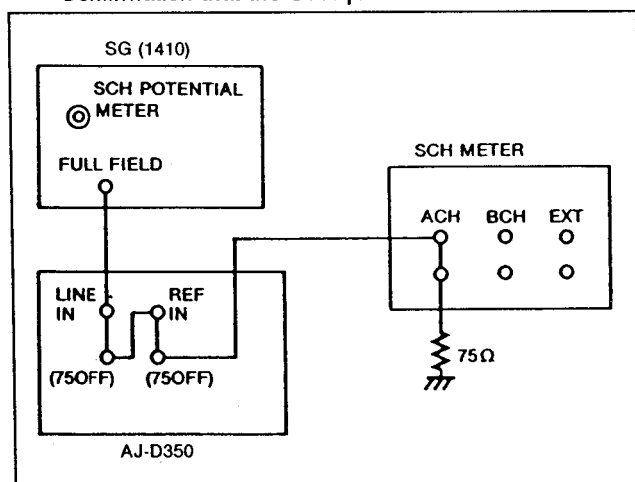 SG (1410)
SCH POTENTIAL
METER
FULL FIELD
SCH METER
ACH BCH EXT
LINE IN
REF IN
(75OFF) (75OFF)
75Ω
AJ-D350